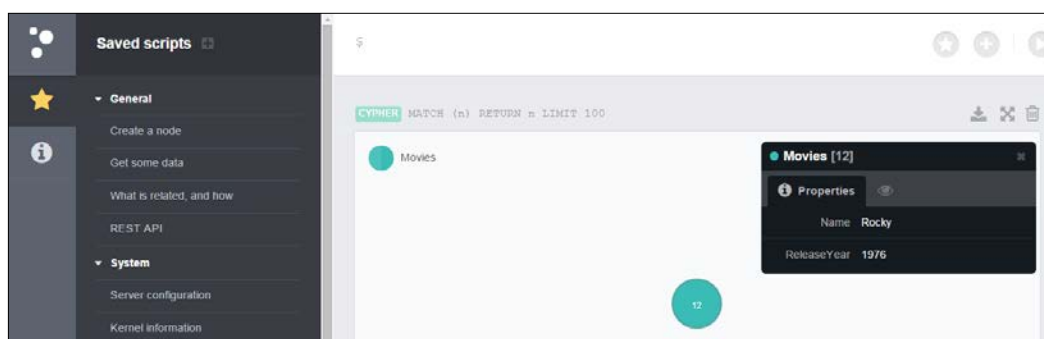 Saved scripts
General
Create a node
Get some data
What is related, and how
REST API
System
Server configuration
Kernel information
$
CYPHER MATCH (n) RETURN n LIMIT 100
Movies
Movies [12]
Properties
Name Rocky
ReleaseYear 1976
12